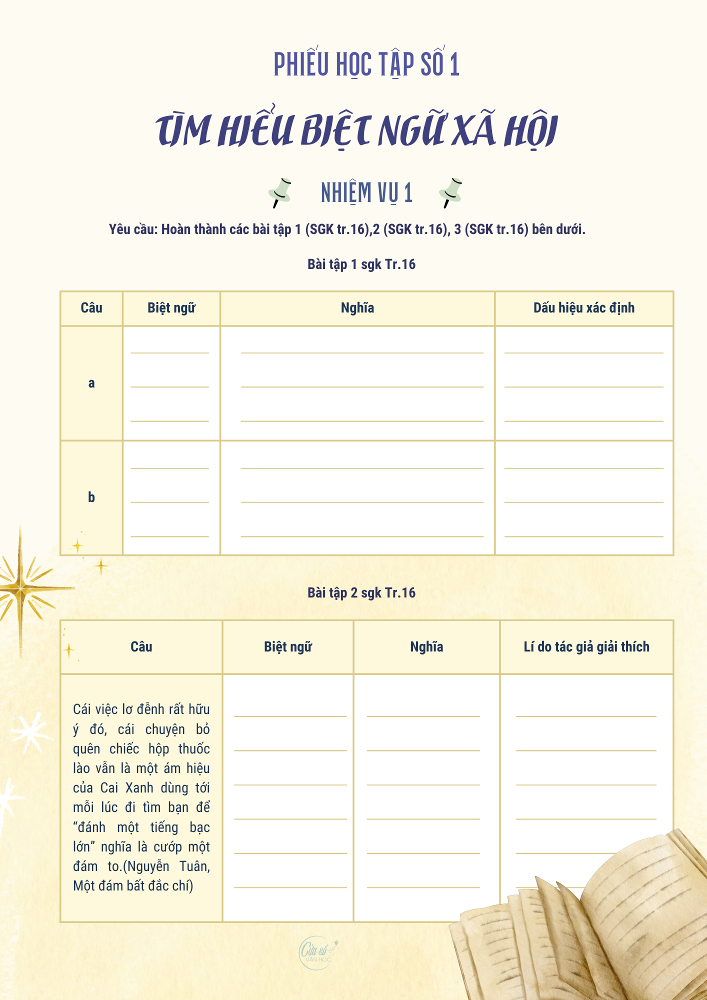 PHIẾU HỌC TẬP SỐ 1
TÌM HIỂU BIỆT NGỮ XÃ HỘI
NHIỆM VỤ 1
Yêu cầu: Hoàn thành các bài tập 1 (SGK tr.16),2 (SGK tr.16), 3 (SGK tr.16) bên dưới.
Bài tập 1 sgk Tr.16
Câu
Biệt ngữ
Nghĩa
Dấu hiệu xác định
a
b
Bài tập 2 sgk Tr.16
Câu
Biệt ngữ
Nghĩa
Lí do tác giả giải thích
Cái việc lơ đễnh rất hữu
ý đó, cái chuyện bỏ
quên chiếc hộp thuốc
lào vẫn là một ám hiệu
của Cai Xanh dùng tới
mỗi lúc đi tìm bạn để
“đánh một tiếng bạc
lớn” nghĩa là cướp một
đám to.(Nguyễn Tuân,
Một đám bất đắc chí)
Cửa sổ
VĂN HỌC